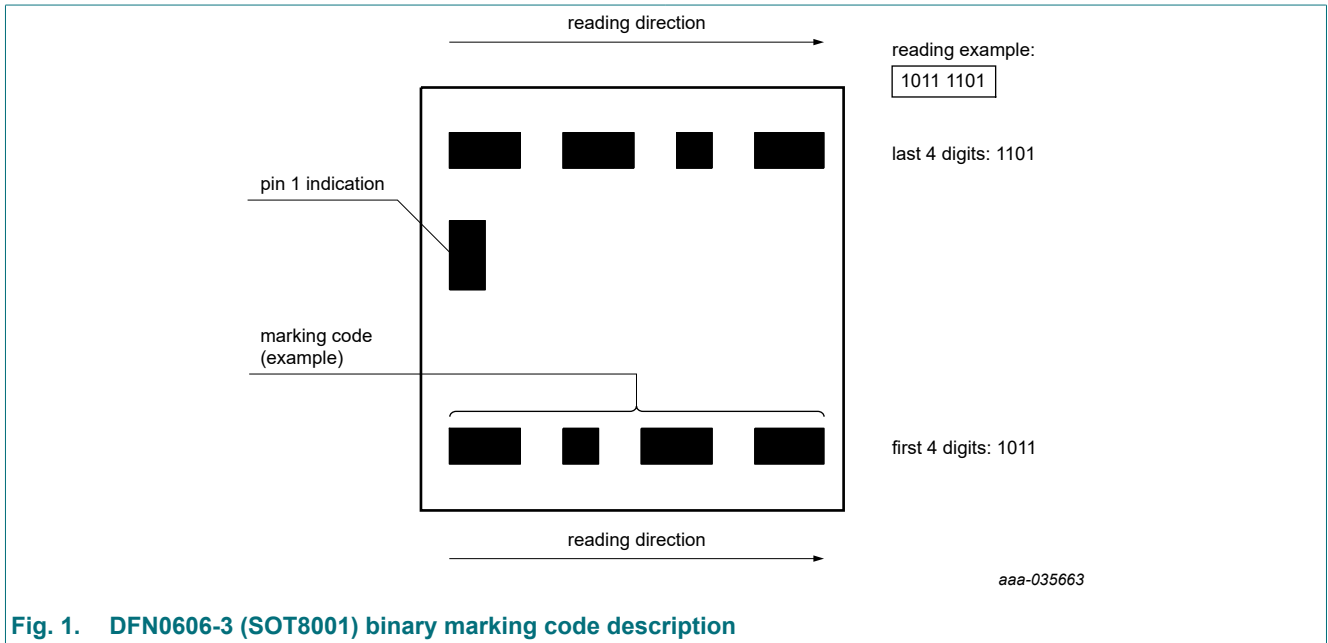 reading direction
reading example:
1011 1101
last 4 digits: 1101
pin 1 indication
marking code
(example)
first 4 digits: 1011
reading direction
aaa-035663
Fig. 1. DFN0606-3 (SOT8001) binary marking code description